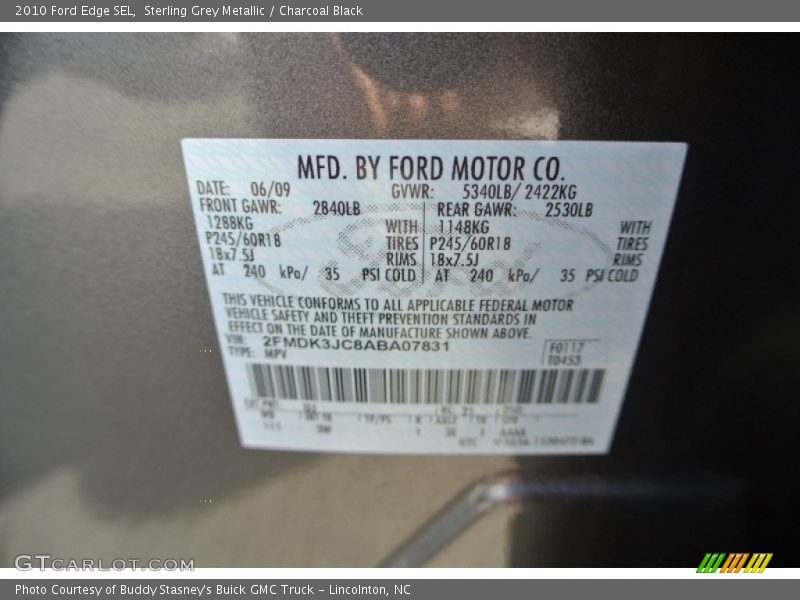 2010 Ford Edge SEL, Sterling Grey Metallic / Charcoal Black
MFD. BY FORD MOTOR CO.
DATE: 06/09 GVWR: 5340LB/ 2422KG
FRONT GAWR: 2840LB REAR GAWR: 2530LB
1288KG WITH 1148KG WITH
P245/60R18 TIRES P245/60R18 TIRES
18x7.5J RIMS 18x7.5J RIMS
AT 240 kPa/ 35 PSI COLD AT 240 kPa/ 35 PSI COLD
THIS VEHICLE CONFORMS TO ALL APPLICABLE FEDERAL MOTOR
VEHICLE SAFETY AND THEFT PREVENTION STANDARDS IN
EFFECT ON THE DATE OF MANUFACTURE SHOWN ABOVE.
VIN: 2FMDK3JC8ABA07831 F0117
TYPE: MPV T0453
GTCARLOT.COM
Photo Courtesy of Buddy Stasney's Buick GMC Truck – Lincolnton, NC